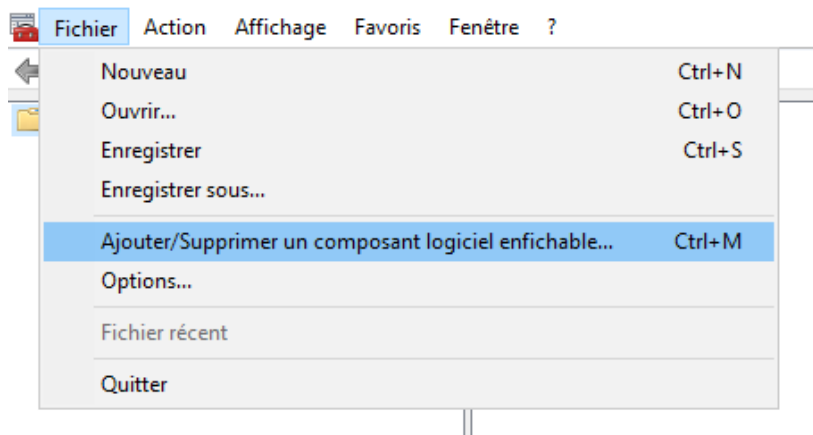 Fichier Action Affichage Favoris Fenêtre ?
Nouveau Ctrl+N
Ouvrir... Ctrl+O
Enregistrer Ctrl+S
Enregistrer sous...
Ajouter/Supprimer un composant logiciel enfichable... Ctrl+M
Options...
Fichier récent
Quitter